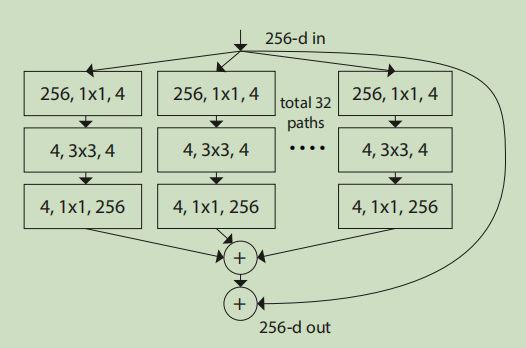 256-d in
256, 1x1, 4
256, 1x1, 4
total 32
paths
256, 1x1, 4
4, 3x3, 4
4, 3x3, 4
....
4, 3x3, 4
4, 1x1, 256
4, 1x1, 256
4, 1x1, 256
+
+
256-d out